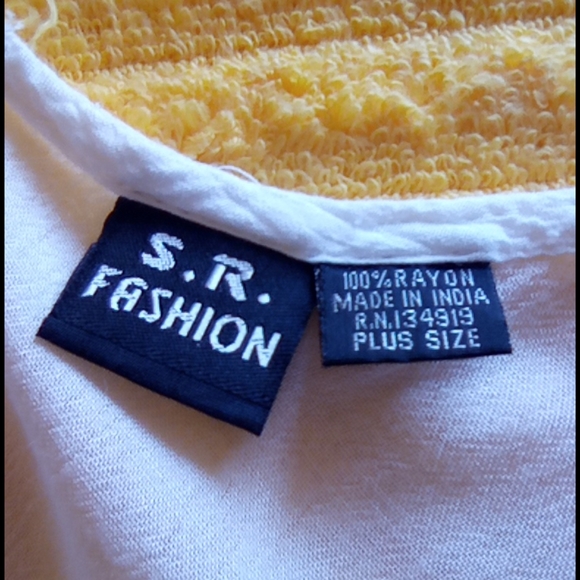 S.R.
FASHION
100% RAYON
MADE IN INDIA
R.N.134919
PLUS SIZE